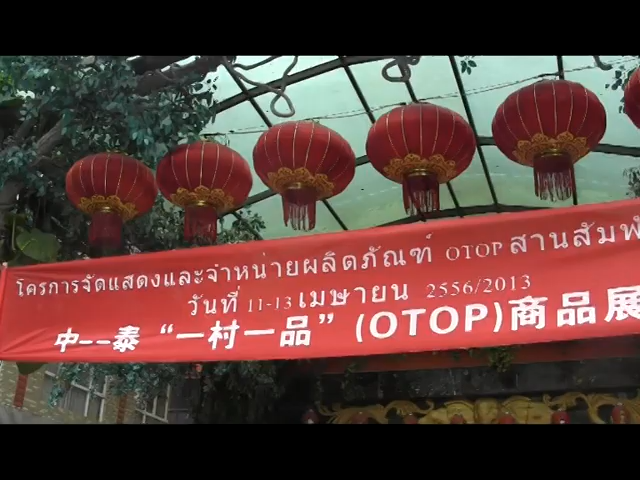 โครงการจัดแสดงและจำหน่ายผลิตภัณฑ์ OTOP สานสัมพั
วันที่ 11-13 เมษายน 2556/2013
中--泰 “一村一品” (OTOP)商品展